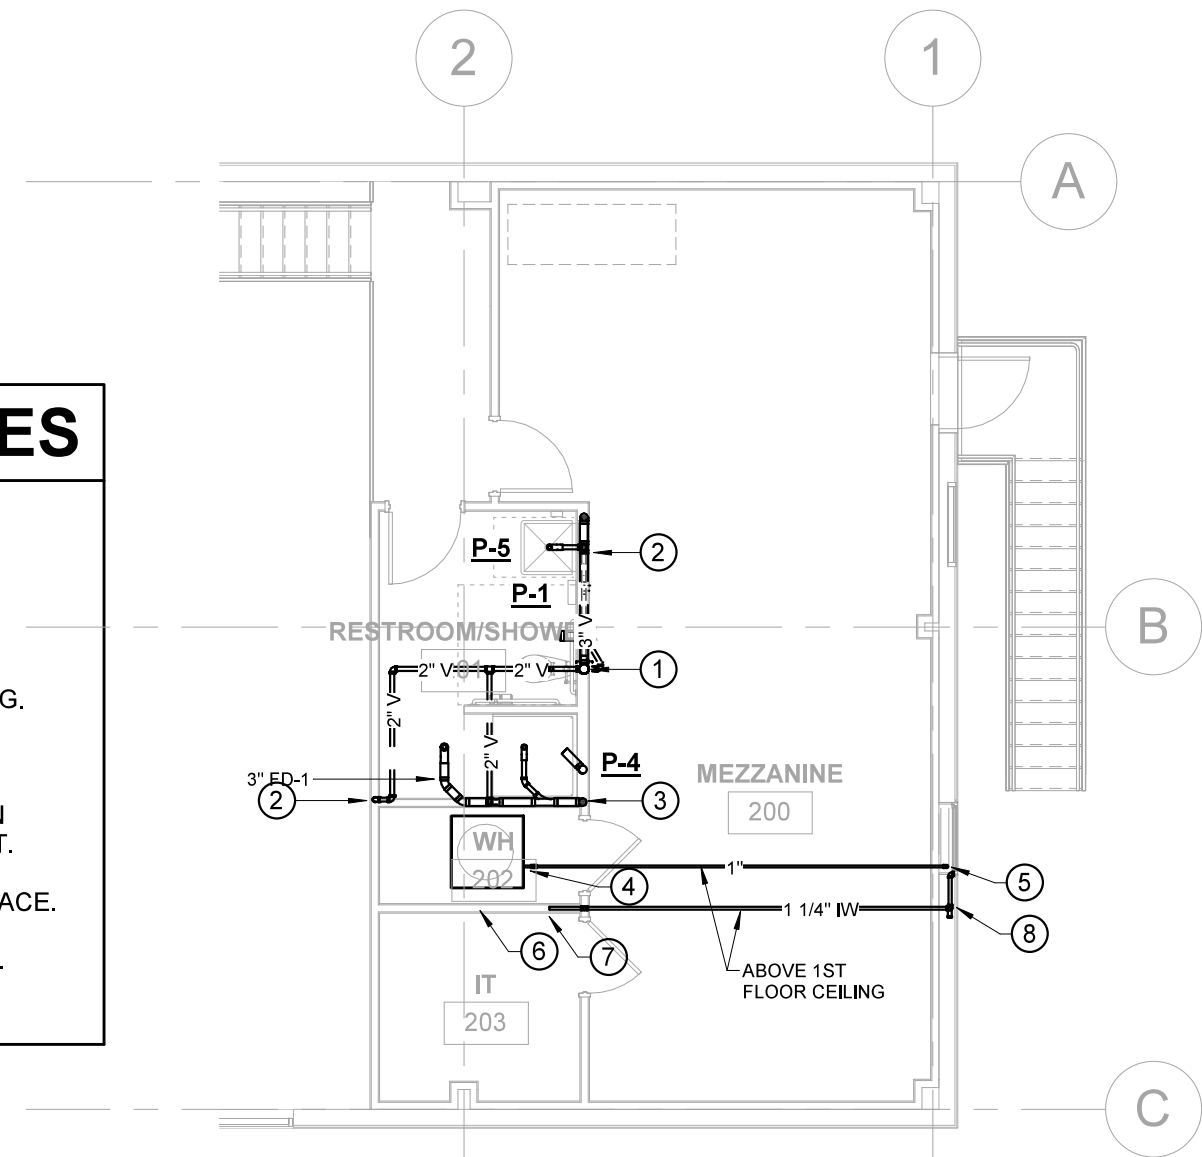 2
1
A
ES
P-5
2
P-1
B
RESTROOM/SHOW
3" V
2" V
01
2" V
1
G.
2" V
2" V
P-4
MEZZANINE
3" FD-1
2
3
200
N
T.
WH
202
4
1"
5
ACE.
1 1/4" IW
8
6
7
.
IT
203
ABOVE 1ST
FLOOR CEILING
C